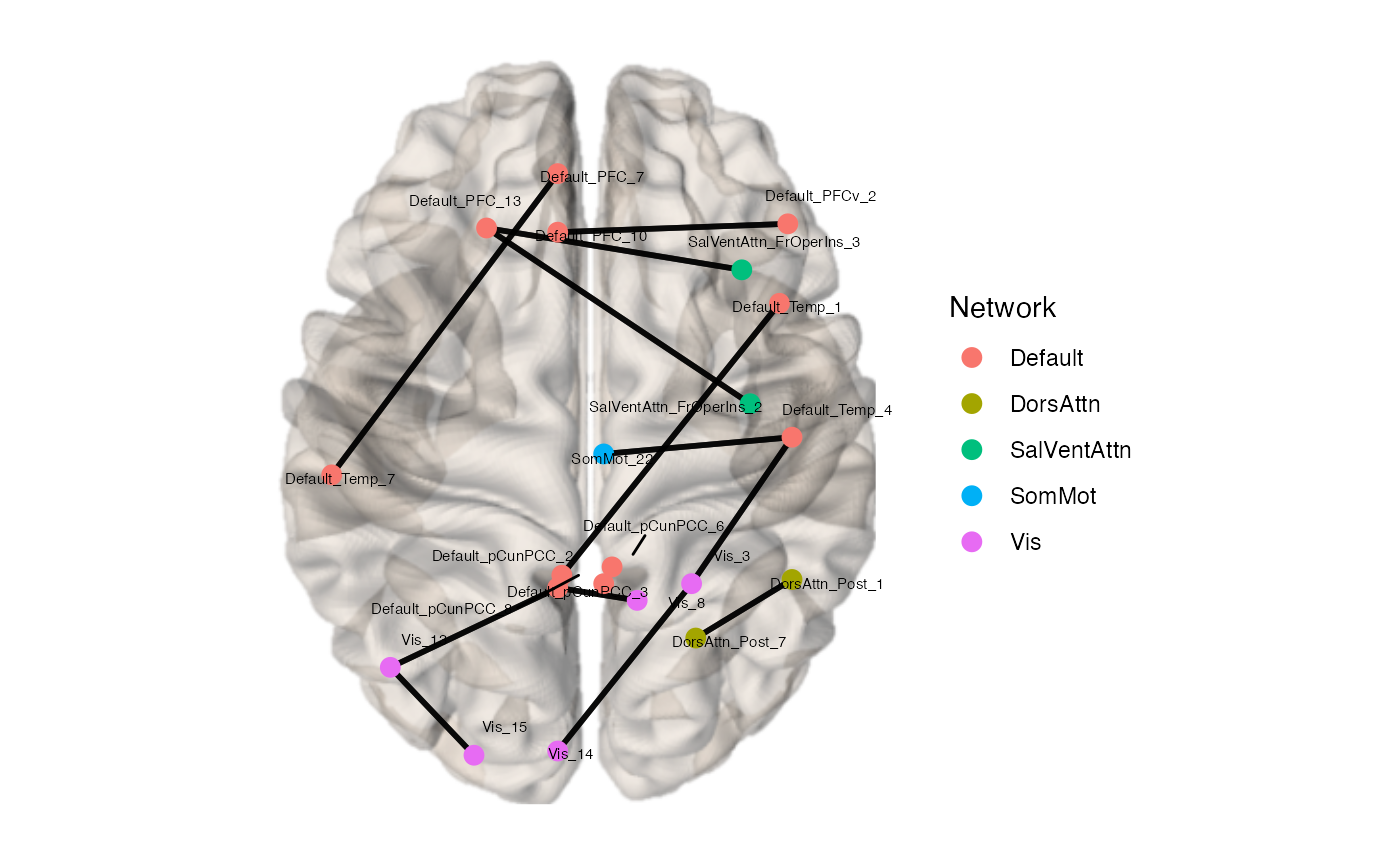 Default_PFC_7
Default_PFCv_2
Default_PFC_13
Default_PFC_10
SalVentAttn_FrOperIns_3
Default_Temp_1
SalVentAttn_FrOperIns_2
Default_Temp_4
SomMot_22
Default_Temp_7
Default_pCunPCC_6
Default_pCunPCC_2
Vis_3
DorsAttn_Post_1
Default_pCunPCC_3
Vis_8
Default_pCunPCC_8
Vis_12
DorsAttn_Post_7
Vis_15
Vis_14
Network
Default
DorsAttn
SalVentAttn
SomMot
Vis